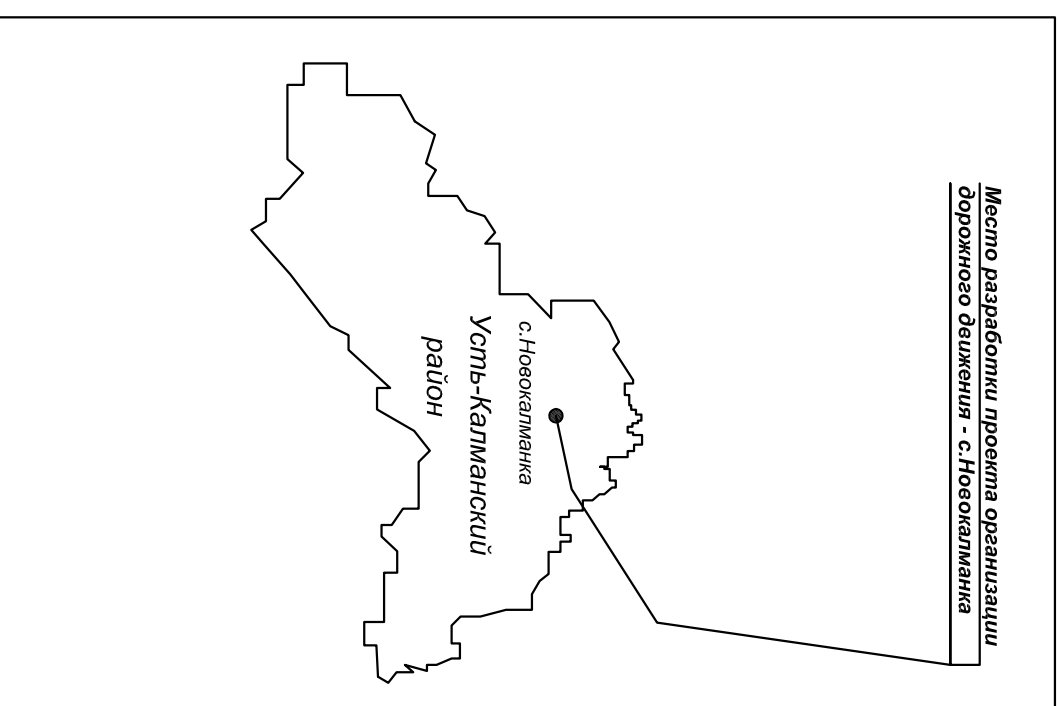 Место разработки проекта организации
дорожного движения - с.Новокалманка
с.Новокалманка
Усть-Калманский
район